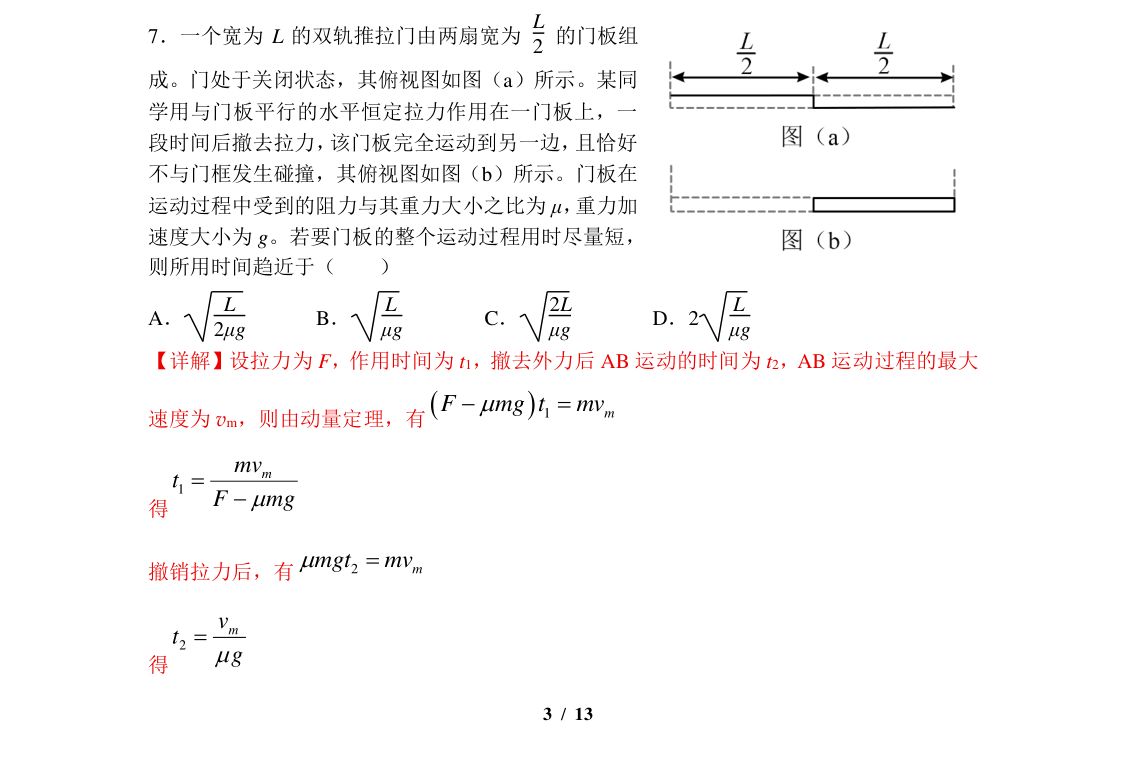 7．一个宽为 L 的双轨推拉门由两扇宽为 L/2 的门板组
成。门处于关闭状态，其俯视图如图（a）所示。某同
学用与门板平行的水平恒定拉力作用在一门板上，一
段时间后撤去拉力，该门板完全运动到另一边，且恰好
不与门框发生碰撞，其俯视图如图（b）所示。门板在
运动过程中受到的阻力与其重力大小之比为 μ，重力加
速度大小为 g。若要门板的整个运动过程用时尽量短，
则所用时间趋近于（　　）
L/2 L/2
图（a）
图（b）
A．√(L/2μg) B．√(L/μg) C．√(2L/μg) D．2√(L/μg)
【详解】设拉力为 F，作用时间为 t₁，撤去外力后 AB 运动的时间为 t₂，AB 运动过程的最大
速度为 vₘ，则由动量定理，有 (F − μmg)t₁ = mvₘ
得 t₁ = mvₘ/(F − μmg)
撤销拉力后，有 μmgt₂ = mvₘ
得 t₂ = vₘ/μg
3 / 13